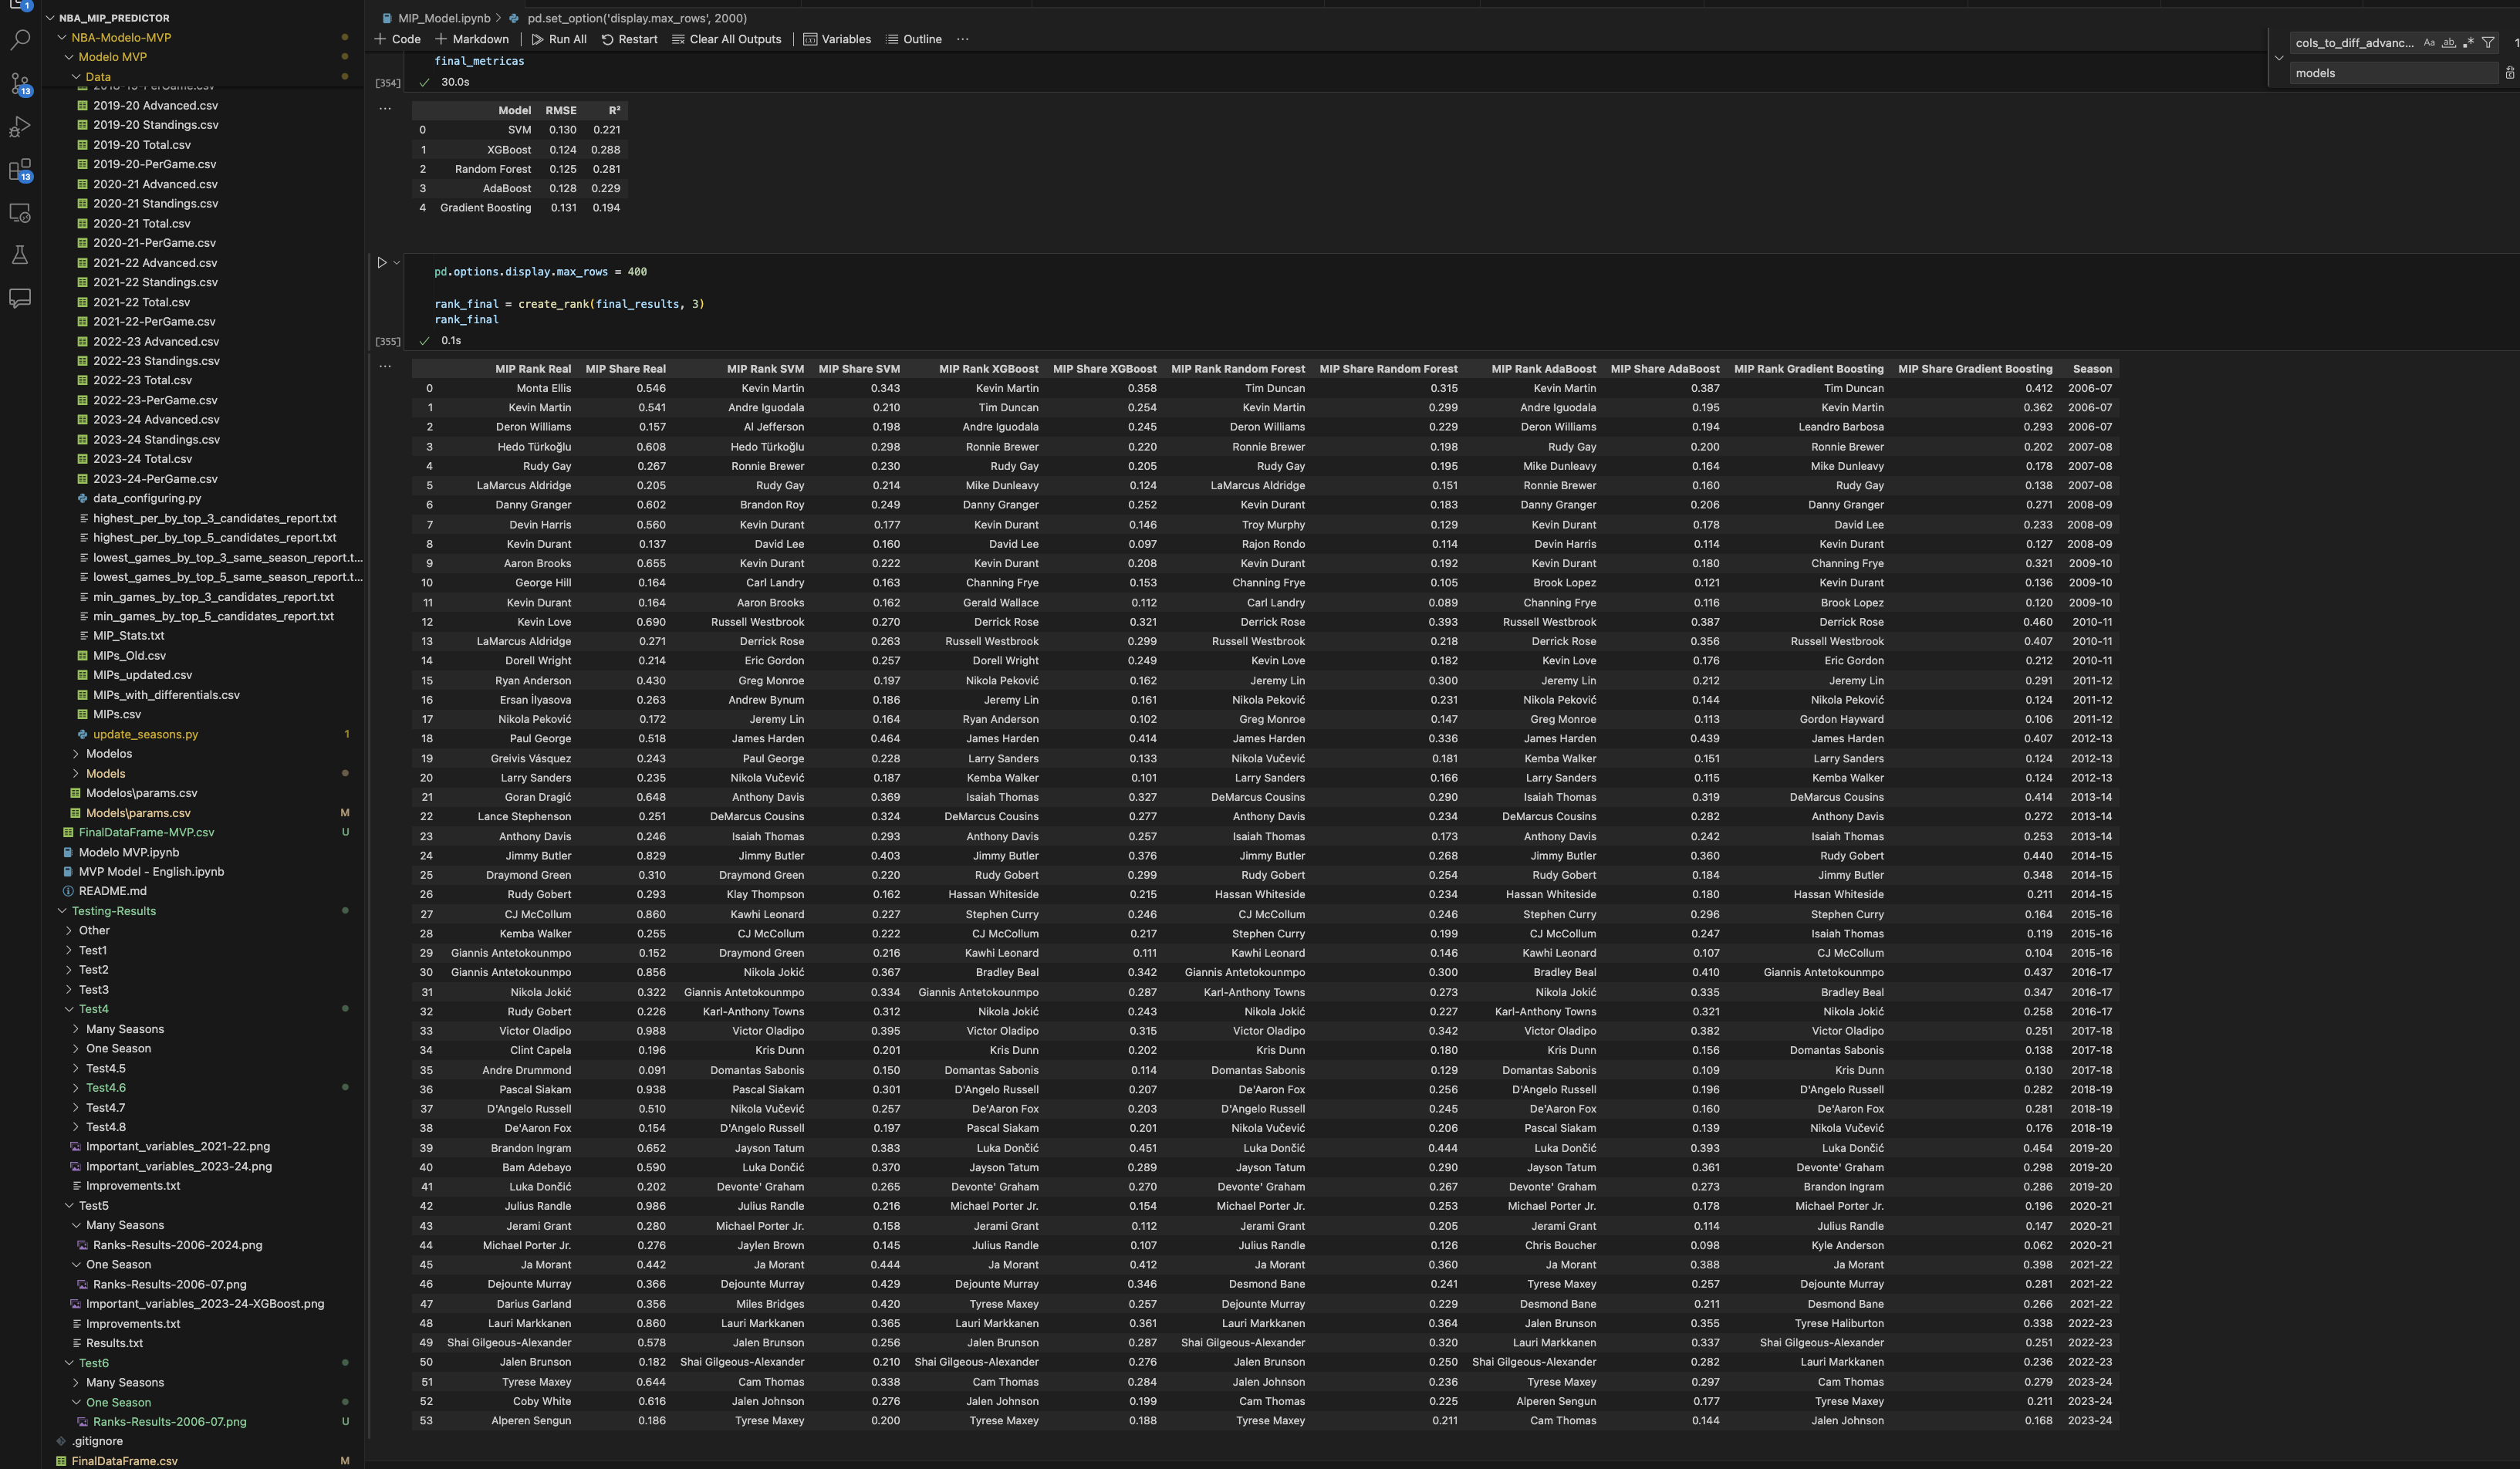 NBA_MIP_PREDICTOR
NBA-Modelo-MVP
Modelo MVP
Data
2019-20 Advanced.csv
2019-20 Standings.csv
2019-20 Total.csv
2019-20-PerGame.csv
2020-21 Advanced.csv
2020-21 Standings.csv
2020-21 Total.csv
2020-21-PerGame.csv
2021-22 Advanced.csv
2021-22 Standings.csv
2021-22 Total.csv
2021-22-PerGame.csv
2022-23 Advanced.csv
2022-23 Standings.csv
2022-23 Total.csv
2022-23-PerGame.csv
2023-24 Advanced.csv
2023-24 Standings.csv
2023-24 Total.csv
2023-24-PerGame.csv
data_configuring.py
highest_per_by_top_3_candidates_report.txt
highest_per_by_top_5_candidates_report.txt
lowest_games_by_top_3_same_season_report.t...
lowest_games_by_top_5_same_season_report.t...
min_games_by_top_3_candidates_report.txt
min_games_by_top_5_candidates_report.txt
MIP_Stats.txt
MIPs_Old.csv
MIPs_updated.csv
MIPs_with_differentials.csv
MIPs.csv
update_seasons.py 1
Modelos
Models
Modelos\params.csv
Models\params.csv M
FinalDataFrame-MVP.csv U
Modelo MVP.ipynb
MVP Model - English.ipynb
README.md
Testing-Results
Other
Test1
Test2
Test3
Test4
Many Seasons
One Season
Test4.5
Test4.6
Test4.7
Test4.8
Important_variables_2021-22.png
Important_variables_2023-24.png
Improvements.txt
Test5
Many Seasons
Ranks-Results-2006-2024.png
One Season
Ranks-Results-2006-07.png
Important_variables_2023-24-XGBoost.png
Improvements.txt
Results.txt
Test6
Many Seasons
One Season
Ranks-Results-2006-07.png U
.gitignore
FinalDataFrame.csv M
1
13
13
MIP_Model.ipynb > pd.set_option('display.max_rows', 2000)
Code Markdown Run All Restart Clear All Outputs Variables Outline ...
cols_to_diff_advanc... Aa ab .*
models
final_metricas
[354] 30.0s
Model RMSE R²
0 SVM 0.130 0.221
1 XGBoost 0.124 0.288
2 Random Forest 0.125 0.281
3 AdaBoost 0.128 0.229
4 Gradient Boosting 0.131 0.194
pd.options.display.max_rows = 400
rank_final = create_rank(final_results, 3)
rank_final
[355] 0.1s
MIP Rank Real MIP Share Real MIP Rank SVM MIP Share SVM MIP Rank XGBoost MIP Share XGBoost MIP Rank Random Forest MIP Share Random Forest MIP Rank AdaBoost MIP Share AdaBoost MIP Rank Gradient Boosting MIP Share Gradient Boosting Season
0 Monta Ellis 0.546 Kevin Martin 0.343 Kevin Martin 0.358 Tim Duncan 0.315 Kevin Martin 0.387 Tim Duncan 0.412 2006-07
1 Kevin Martin 0.541 Andre Iguodala 0.210 Tim Duncan 0.254 Kevin Martin 0.299 Andre Iguodala 0.195 Kevin Martin 0.362 2006-07
2 Deron Williams 0.157 Al Jefferson 0.198 Andre Iguodala 0.245 Deron Williams 0.229 Deron Williams 0.194 Leandro Barbosa 0.293 2006-07
3 Hedo Türkoğlu 0.608 Hedo Türkoğlu 0.298 Ronnie Brewer 0.220 Ronnie Brewer 0.198 Rudy Gay 0.200 Ronnie Brewer 0.202 2007-08
4 Rudy Gay 0.267 Ronnie Brewer 0.230 Rudy Gay 0.205 Rudy Gay 0.195 Mike Dunleavy 0.164 Mike Dunleavy 0.178 2007-08
5 LaMarcus Aldridge 0.205 Rudy Gay 0.214 Mike Dunleavy 0.124 LaMarcus Aldridge 0.151 Ronnie Brewer 0.160 Rudy Gay 0.138 2007-08
6 Danny Granger 0.602 Brandon Roy 0.249 Danny Granger 0.252 Kevin Durant 0.183 Danny Granger 0.206 Danny Granger 0.271 2008-09
7 Devin Harris 0.560 Kevin Durant 0.177 Kevin Durant 0.146 Troy Murphy 0.129 Kevin Durant 0.178 David Lee 0.233 2008-09
8 Kevin Durant 0.137 David Lee 0.160 David Lee 0.097 Rajon Rondo 0.114 Devin Harris 0.114 Kevin Durant 0.127 2008-09
9 Aaron Brooks 0.655 Kevin Durant 0.222 Kevin Durant 0.208 Kevin Durant 0.192 Kevin Durant 0.180 Channing Frye 0.321 2009-10
10 George Hill 0.164 Carl Landry 0.163 Channing Frye 0.153 Channing Frye 0.105 Brook Lopez 0.121 Kevin Durant 0.136 2009-10
11 Kevin Durant 0.164 Aaron Brooks 0.162 Gerald Wallace 0.112 Carl Landry 0.089 Channing Frye 0.116 Brook Lopez 0.120 2009-10
12 Kevin Love 0.690 Russell Westbrook 0.270 Derrick Rose 0.321 Derrick Rose 0.393 Russell Westbrook 0.387 Derrick Rose 0.460 2010-11
13 LaMarcus Aldridge 0.271 Derrick Rose 0.263 Russell Westbrook 0.299 Russell Westbrook 0.218 Derrick Rose 0.356 Russell Westbrook 0.407 2010-11
14 Dorell Wright 0.214 Eric Gordon 0.257 Dorell Wright 0.249 Kevin Love 0.182 Kevin Love 0.176 Eric Gordon 0.212 2010-11
15 Ryan Anderson 0.430 Greg Monroe 0.197 Nikola Peković 0.162 Jeremy Lin 0.300 Jeremy Lin 0.212 Jeremy Lin 0.291 2011-12
16 Ersan İlyasova 0.263 Andrew Bynum 0.186 Jeremy Lin 0.161 Nikola Peković 0.231 Nikola Peković 0.144 Nikola Peković 0.124 2011-12
17 Nikola Peković 0.172 Jeremy Lin 0.164 Ryan Anderson 0.102 Greg Monroe 0.147 Greg Monroe 0.113 Gordon Hayward 0.106 2011-12
18 Paul George 0.518 James Harden 0.464 James Harden 0.414 James Harden 0.336 James Harden 0.439 James Harden 0.407 2012-13
19 Greivis Vásquez 0.243 Paul George 0.228 Larry Sanders 0.133 Nikola Vučević 0.181 Kemba Walker 0.151 Larry Sanders 0.124 2012-13
20 Larry Sanders 0.235 Nikola Vučević 0.187 Kemba Walker 0.101 Larry Sanders 0.166 Larry Sanders 0.115 Kemba Walker 0.124 2012-13
21 Goran Dragić 0.648 Anthony Davis 0.369 Isaiah Thomas 0.327 DeMarcus Cousins 0.290 Isaiah Thomas 0.319 DeMarcus Cousins 0.414 2013-14
22 Lance Stephenson 0.251 DeMarcus Cousins 0.324 DeMarcus Cousins 0.277 Anthony Davis 0.234 DeMarcus Cousins 0.282 Anthony Davis 0.272 2013-14
23 Anthony Davis 0.246 Isaiah Thomas 0.293 Anthony Davis 0.257 Isaiah Thomas 0.173 Anthony Davis 0.242 Isaiah Thomas 0.253 2013-14
24 Jimmy Butler 0.829 Jimmy Butler 0.403 Jimmy Butler 0.376 Jimmy Butler 0.268 Jimmy Butler 0.360 Rudy Gobert 0.440 2014-15
25 Draymond Green 0.310 Draymond Green 0.220 Rudy Gobert 0.299 Rudy Gobert 0.254 Rudy Gobert 0.184 Jimmy Butler 0.348 2014-15
26 Rudy Gobert 0.293 Klay Thompson 0.162 Hassan Whiteside 0.215 Hassan Whiteside 0.234 Hassan Whiteside 0.180 Hassan Whiteside 0.211 2014-15
27 CJ McCollum 0.860 Kawhi Leonard 0.227 Stephen Curry 0.246 CJ McCollum 0.246 Stephen Curry 0.296 Stephen Curry 0.164 2015-16
28 Kemba Walker 0.255 CJ McCollum 0.222 CJ McCollum 0.217 Stephen Curry 0.199 CJ McCollum 0.247 Isaiah Thomas 0.119 2015-16
29 Giannis Antetokounmpo 0.152 Draymond Green 0.216 Kawhi Leonard 0.111 Kawhi Leonard 0.146 Kawhi Leonard 0.107 CJ McCollum 0.104 2015-16
30 Giannis Antetokounmpo 0.856 Nikola Jokić 0.367 Bradley Beal 0.342 Giannis Antetokounmpo 0.300 Bradley Beal 0.410 Giannis Antetokounmpo 0.437 2016-17
31 Nikola Jokić 0.322 Giannis Antetokounmpo 0.334 Giannis Antetokounmpo 0.287 Karl-Anthony Towns 0.273 Nikola Jokić 0.335 Bradley Beal 0.347 2016-17
32 Rudy Gobert 0.226 Karl-Anthony Towns 0.312 Nikola Jokić 0.243 Nikola Jokić 0.227 Karl-Anthony Towns 0.321 Nikola Jokić 0.258 2016-17
33 Victor Oladipo 0.988 Victor Oladipo 0.395 Victor Oladipo 0.315 Victor Oladipo 0.342 Victor Oladipo 0.382 Victor Oladipo 0.251 2017-18
34 Clint Capela 0.196 Kris Dunn 0.201 Kris Dunn 0.202 Kris Dunn 0.180 Kris Dunn 0.156 Domantas Sabonis 0.138 2017-18
35 Andre Drummond 0.091 Domantas Sabonis 0.150 Domantas Sabonis 0.114 Domantas Sabonis 0.129 Domantas Sabonis 0.109 Kris Dunn 0.130 2017-18
36 Pascal Siakam 0.938 Pascal Siakam 0.301 D'Angelo Russell 0.207 De'Aaron Fox 0.256 D'Angelo Russell 0.196 D'Angelo Russell 0.282 2018-19
37 D'Angelo Russell 0.510 Nikola Vučević 0.257 De'Aaron Fox 0.203 D'Angelo Russell 0.245 De'Aaron Fox 0.160 De'Aaron Fox 0.281 2018-19
38 De'Aaron Fox 0.154 D'Angelo Russell 0.197 Pascal Siakam 0.201 Nikola Vučević 0.206 Pascal Siakam 0.139 Nikola Vučević 0.176 2018-19
39 Brandon Ingram 0.652 Jayson Tatum 0.383 Luka Dončić 0.451 Luka Dončić 0.444 Luka Dončić 0.393 Luka Dončić 0.454 2019-20
40 Bam Adebayo 0.590 Luka Dončić 0.370 Jayson Tatum 0.289 Jayson Tatum 0.290 Jayson Tatum 0.361 Devonte' Graham 0.298 2019-20
41 Luka Dončić 0.202 Devonte' Graham 0.265 Devonte' Graham 0.270 Devonte' Graham 0.267 Devonte' Graham 0.273 Brandon Ingram 0.286 2019-20
42 Julius Randle 0.986 Julius Randle 0.216 Michael Porter Jr. 0.154 Michael Porter Jr. 0.253 Michael Porter Jr. 0.178 Michael Porter Jr. 0.196 2020-21
43 Jerami Grant 0.280 Michael Porter Jr. 0.158 Jerami Grant 0.112 Jerami Grant 0.205 Jerami Grant 0.114 Julius Randle 0.147 2020-21
44 Michael Porter Jr. 0.276 Jaylen Brown 0.145 Julius Randle 0.107 Julius Randle 0.126 Chris Boucher 0.098 Kyle Anderson 0.062 2020-21
45 Ja Morant 0.442 Ja Morant 0.444 Ja Morant 0.412 Ja Morant 0.360 Ja Morant 0.388 Ja Morant 0.398 2021-22
46 Dejounte Murray 0.366 Dejounte Murray 0.429 Dejounte Murray 0.346 Desmond Bane 0.241 Tyrese Maxey 0.257 Dejounte Murray 0.281 2021-22
47 Darius Garland 0.356 Miles Bridges 0.420 Tyrese Maxey 0.257 Dejounte Murray 0.229 Desmond Bane 0.211 Desmond Bane 0.266 2021-22
48 Lauri Markkanen 0.860 Lauri Markkanen 0.365 Lauri Markkanen 0.361 Lauri Markkanen 0.364 Jalen Brunson 0.355 Tyrese Haliburton 0.338 2022-23
49 Shai Gilgeous-Alexander 0.578 Jalen Brunson 0.256 Jalen Brunson 0.287 Shai Gilgeous-Alexander 0.320 Lauri Markkanen 0.337 Shai Gilgeous-Alexander 0.251 2022-23
50 Jalen Brunson 0.182 Shai Gilgeous-Alexander 0.210 Shai Gilgeous-Alexander 0.276 Jalen Brunson 0.250 Shai Gilgeous-Alexander 0.282 Lauri Markkanen 0.236 2022-23
51 Tyrese Maxey 0.644 Cam Thomas 0.338 Cam Thomas 0.284 Jalen Johnson 0.236 Tyrese Maxey 0.297 Cam Thomas 0.279 2023-24
52 Coby White 0.616 Jalen Johnson 0.276 Jalen Johnson 0.199 Cam Thomas 0.225 Alperen Sengun 0.177 Tyrese Maxey 0.211 2023-24
53 Alperen Sengun 0.186 Tyrese Maxey 0.200 Tyrese Maxey 0.188 Tyrese Maxey 0.211 Cam Thomas 0.144 Jalen Johnson 0.168 2023-24